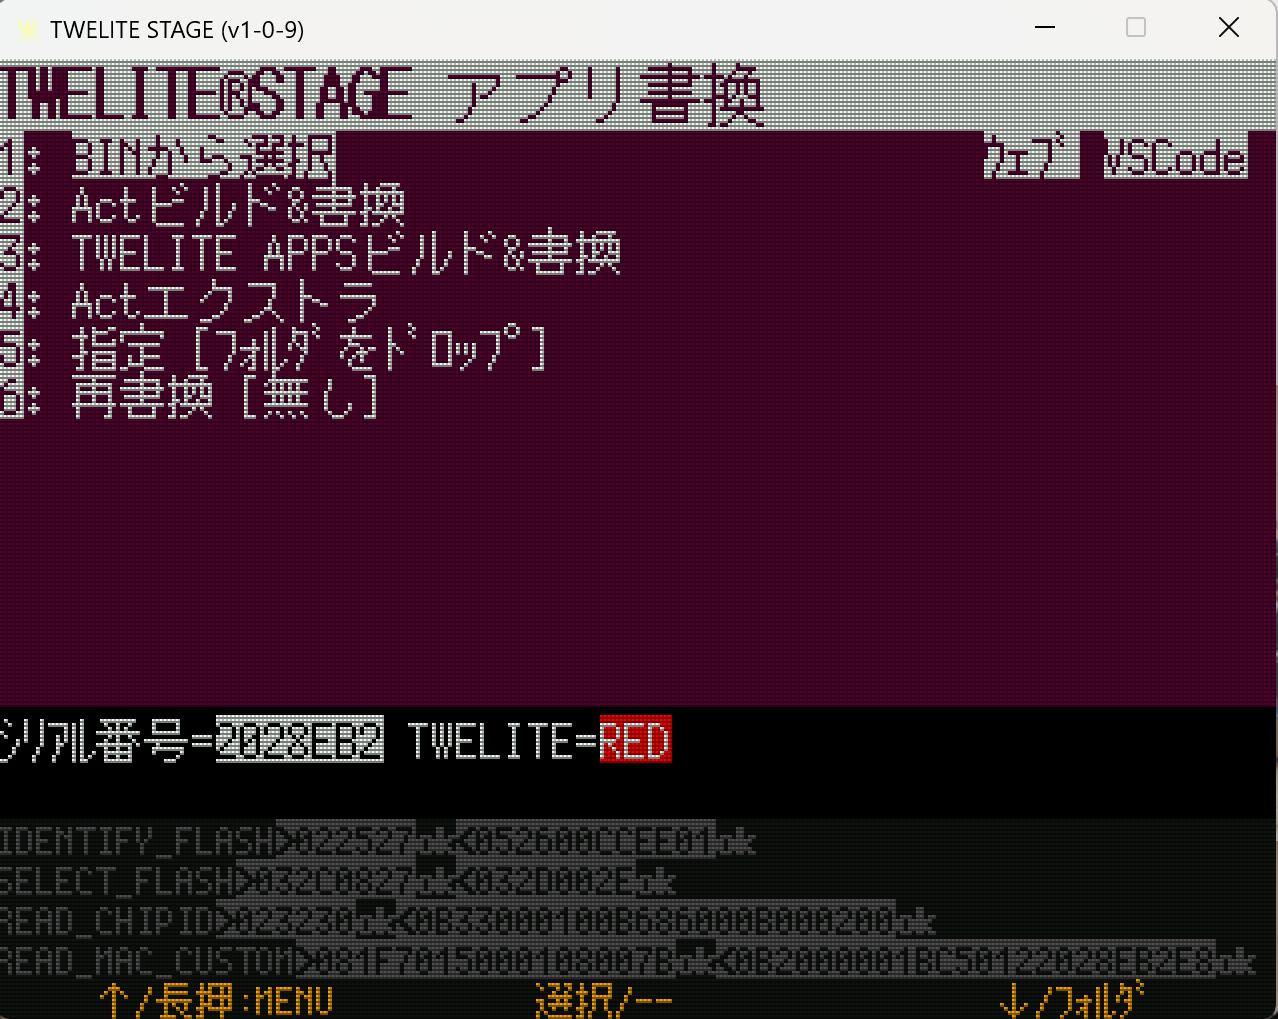 TWELITE STAGE (v1-0-9)
TWELITE®STAGE アプリ書換
1: BINから選択 ウェブ VSCode
2: Actビルド&書換
3: TWELITE APPSビルド&書換
4: Actエクストラ
5: 指定 [フォルダをドロップ]
6: 再書換 [無し]
シリアル番号=2028EB2 TWELITE=RED
IDENTIFY_FLASH>022527ok<052600CCEE01ok
SELECT_FLASH>032C0827ok<032D002Eok
READ_CHIPID>023230ok<0B33000100B686000B000200ok
READ_MAC_CUSTOM>081F7015000108007Bok<0B2000001BC50122028EB2E8ok
↑/長押:MENU 選択/-- ↓/フォルダ